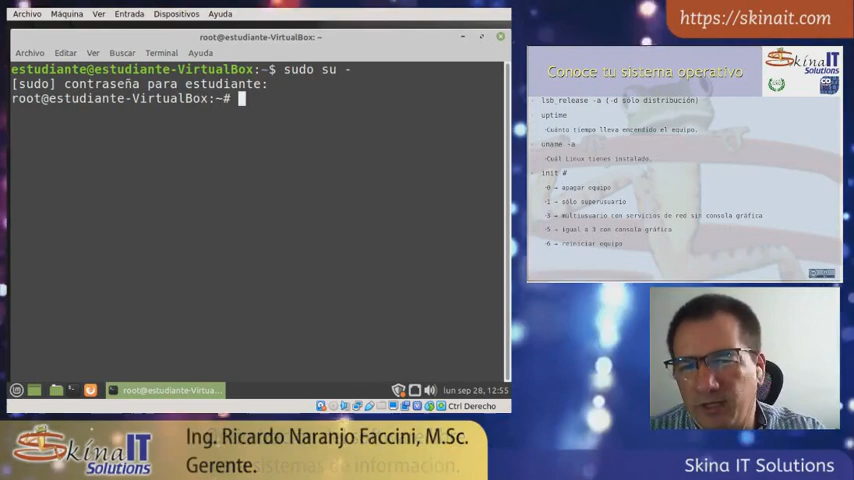 Archivo Máquina Ver Entrada Dispositivos Ayuda
root@estudiante-VirtualBox: ~
Archivo Editar Ver Buscar Terminal Ayuda
estudiante@estudiante-VirtualBox:~$ sudo su -
[sudo] contraseña para estudiante:
root@estudiante-VirtualBox:~#
root@estudiante-Virtua...
lun sep 28, 12:55
Ctrl Derecho
https://skinait.com
Conoce tu sistema operativo
Skina IT
Solutions
lsb_release -a (-d sólo distribución)
uptime
Cuánto tiempo lleva encendido el equipo.
uname -a
Cuál Linux tienes instalado.
init #
0 → apagar equipo
1 → sólo superusuario
3 → multiusuario con servicios de red sin consola gráfica
5 → igual a 3 con consola gráfica
6 → reiniciar equipo
Skina IT
Solutions
Ing. Ricardo Naranjo Faccini, M.Sc.
Gerente.
sistemas de información.
Skina IT Solutions